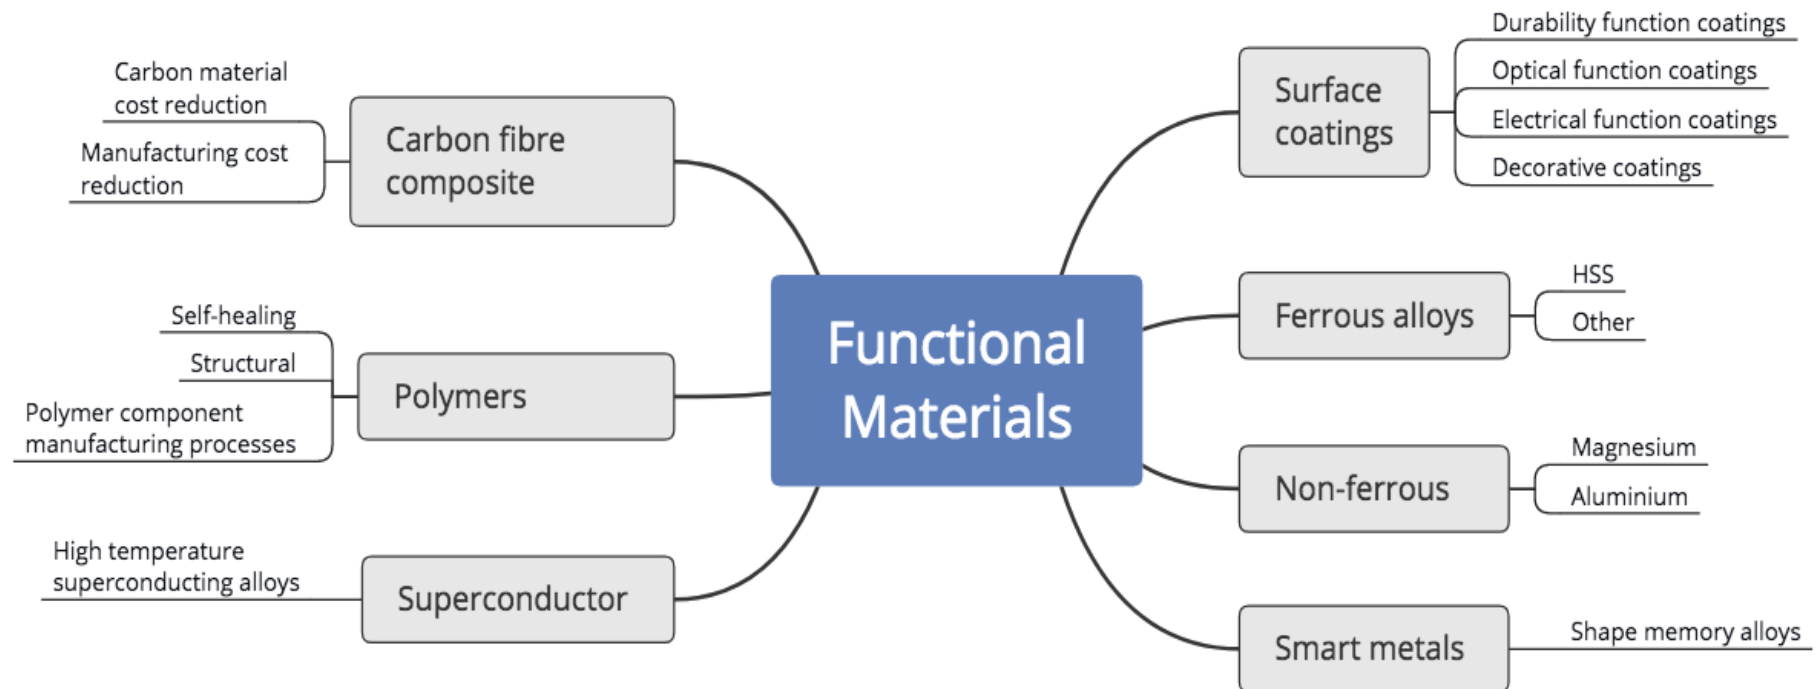 Carbon material
cost reduction
Manufacturing cost
reduction
Carbon fibre
composite
Self-healing
Structural
Polymer component
manufacturing processes
Polymers
High temperature
superconducting alloys
Superconductor
Functional
Materials
Surface
coatings
Durability function coatings
Optical function coatings
Electrical function coatings
Decorative coatings
Ferrous alloys
HSS
Other
Non-ferrous
Magnesium
Aluminium
Smart metals
Shape memory alloys